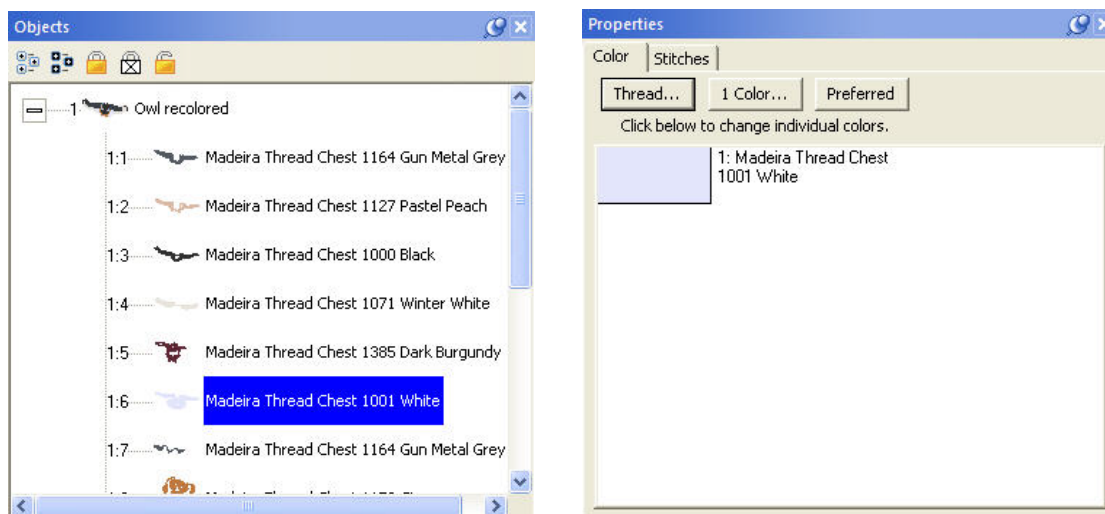 Objects
1 Owl recolored
1:1 Madeira Thread Chest 1164 Gun Metal Grey
1:2 Madeira Thread Chest 1127 Pastel Peach
1:3 Madeira Thread Chest 1000 Black
1:4 Madeira Thread Chest 1071 Winter White
1:5 Madeira Thread Chest 1385 Dark Burgundy
1:6 Madeira Thread Chest 1001 White
1:7 Madeira Thread Chest 1164 Gun Metal Grey
Properties
Color Stitches
Thread... 1 Color... Preferred
Click below to change individual colors.
1: Madeira Thread Chest
1001 White